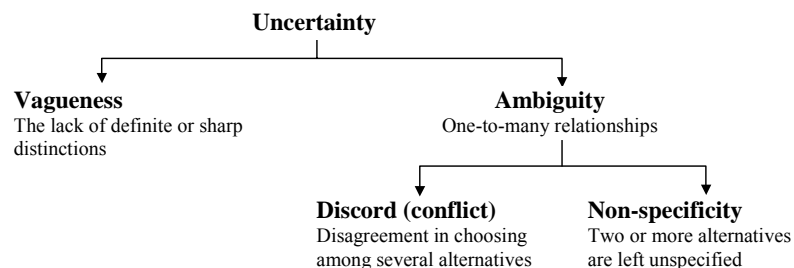 Uncertainty
Vagueness
The lack of definite or sharp
distinctions
Ambiguity
One-to-many relationships
Discord (conflict)
Disagreement in choosing
among several alternatives
Non-specificity
Two or more alternatives
are left unspecified